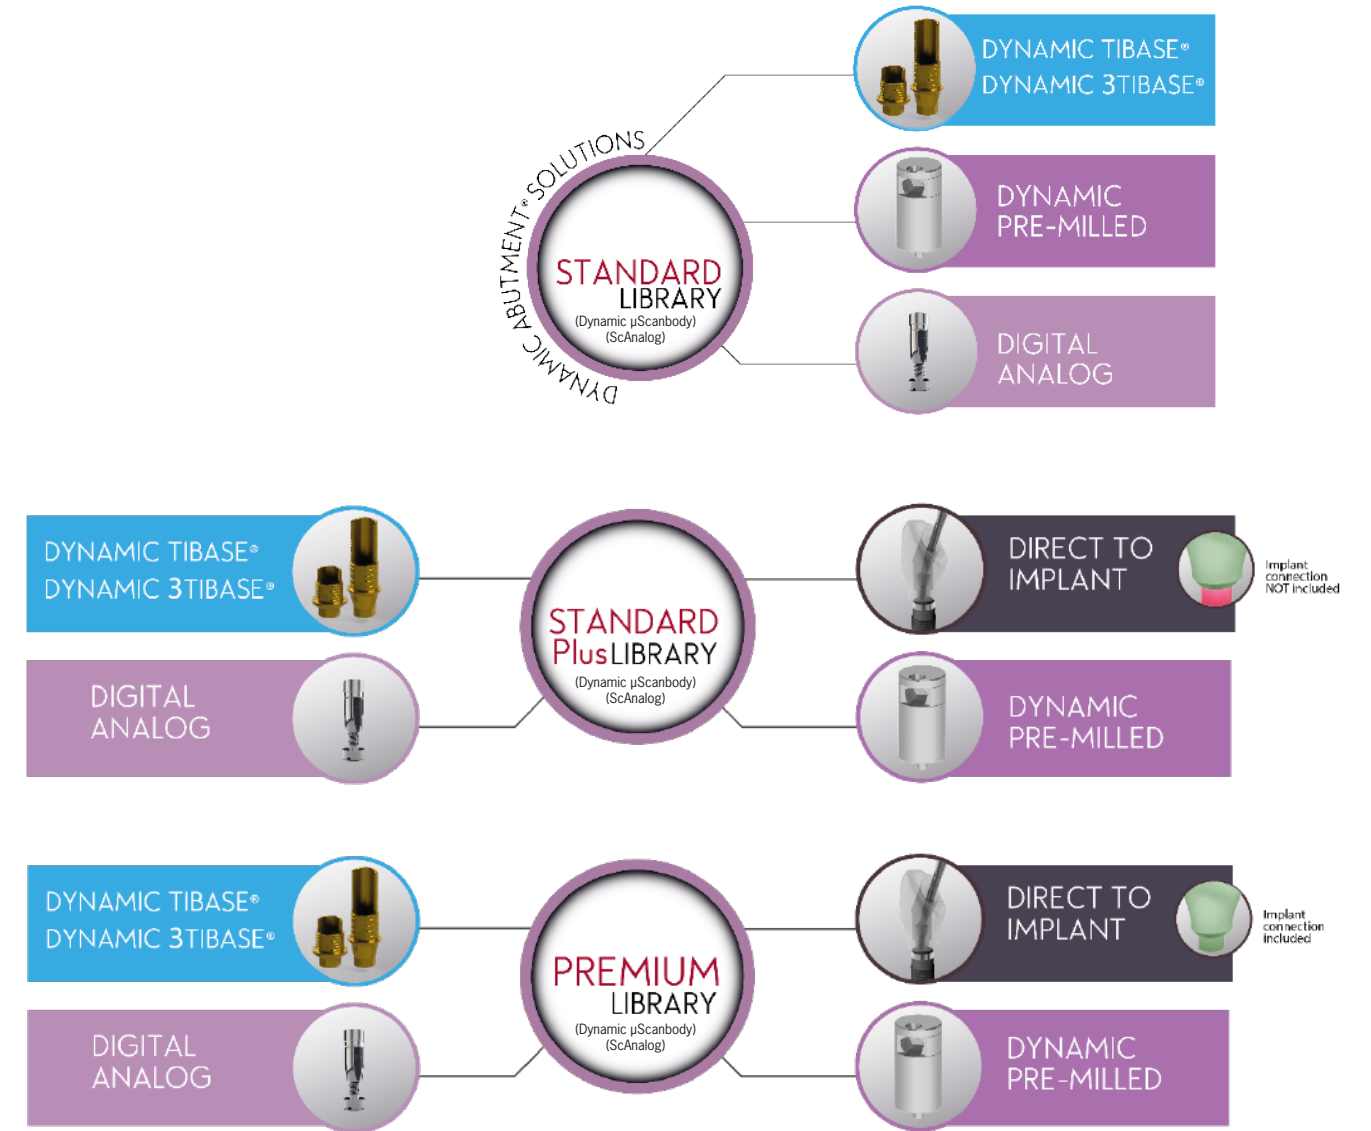 DYNAMIC TIBASE®
DYNAMIC 3TIBASE®
DYNAMIC ABUTMENT® SOLUTIONS
DYNAMIC
PRE-MILLED
STANDARD
LIBRARY
(Dynamic µScanbody)
(ScAnalog)
DIGITAL
ANALOG
DYNAMIC TIBASE®
DYNAMIC 3TIBASE®
DIGITAL
ANALOG
STANDARD
Plus LIBRARY
(Dynamic µScanbody)
(ScAnalog)
DIRECT TO
IMPLANT
Implant
connection
NOT included
DYNAMIC
PRE-MILLED
DYNAMIC TIBASE®
DYNAMIC 3TIBASE®
DIGITAL
ANALOG
PREMIUM
LIBRARY
(Dynamic µScanbody)
(ScAnalog)
DIRECT TO
IMPLANT
Implant
connection
included
DYNAMIC
PRE-MILLED